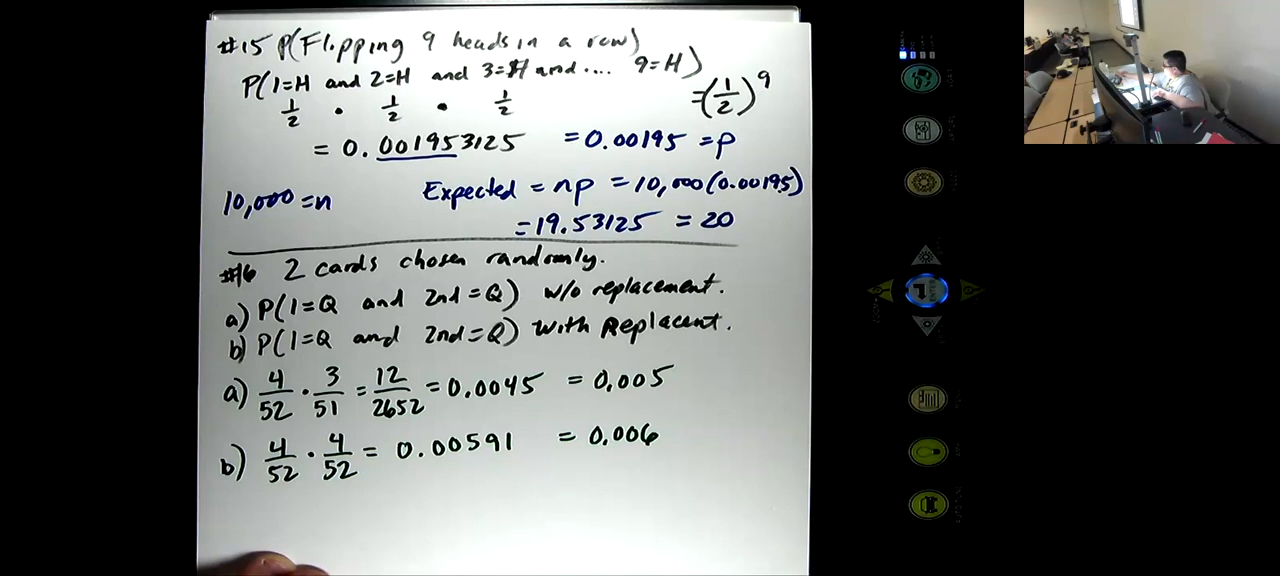 #15 P(Flipping 9 heads in a row)
P(1=H and 2=H and 3=H and .... 9=H)
1/2 · 1/2 · 1/2 =(1/2)^9
= 0.001953125 =0.00195 =p
10,000=n Expected = np =10,000(0.00195)
=19.53125 = 20
#16 2 cards chosen randomly.
a) P(1=Q and 2nd=Q) w/o replacement.
b) P(1=Q and 2nd=Q) with Replacent.
a) 4/52 · 3/51 = 12/2652 = 0.0045 = 0.005
b) 4/52 · 4/52 = 0.00591 = 0.006
ENTER
ZOOM